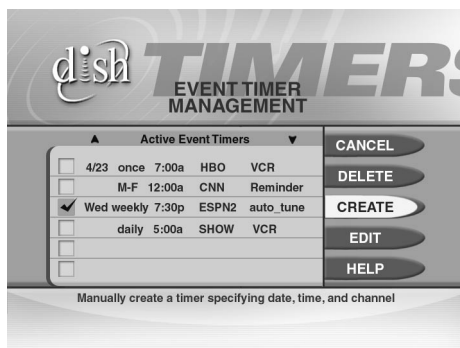 dish TIMERS
EVENT TIMER
MANAGEMENT
Active Event Timers
4/23 once 7:00a HBO VCR
M-F 12:00a CNN Reminder
Wed weekly 7:30p ESPN2 auto_tune
daily 5:00a SHOW VCR
CANCEL
DELETE
CREATE
EDIT
HELP
Manually create a timer specifying date, time, and channel